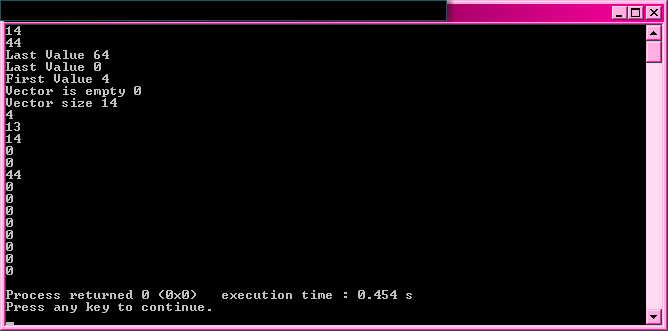 14
44
Last Value 64
Last Value 0
First Value 4
Vector is empty 0
Vector size 14
4
13
14
0
0
44
0
0
0
0
0
0
0
0
Process returned 0 (0x0)   execution time : 0.454 s
Press any key to continue.